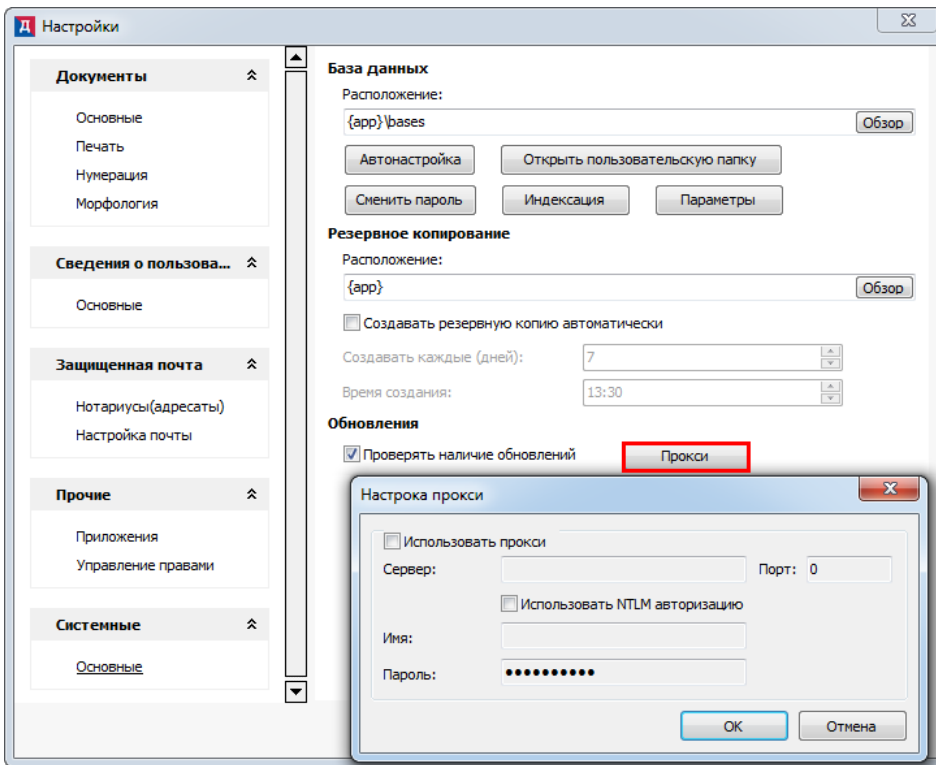 Д Настройки
Документы
Основные
Печать
Нумерация
Морфология
Сведения о пользова...
Основные
Защищенная почта
Нотариусы(адресаты)
Настройка почты
Прочие
Приложения
Управление правами
Системные
Основные
База данных
Расположение:
{app}\bases Обзор
Автонастройка Открыть пользовательскую папку
Сменить пароль Индексация Параметры
Резервное копирование
Расположение:
{app} Обзор
Создавать резервную копию автоматически
Создавать каждые (дней): 7
Время создания: 13:30
Обновления
Проверять наличие обновлений Прокси
Настрока прокси
Использовать прокси
Сервер: Порт: 0
Использовать NTLM авторизацию
Имя:
Пароль: ••••••••••
OK Отмена